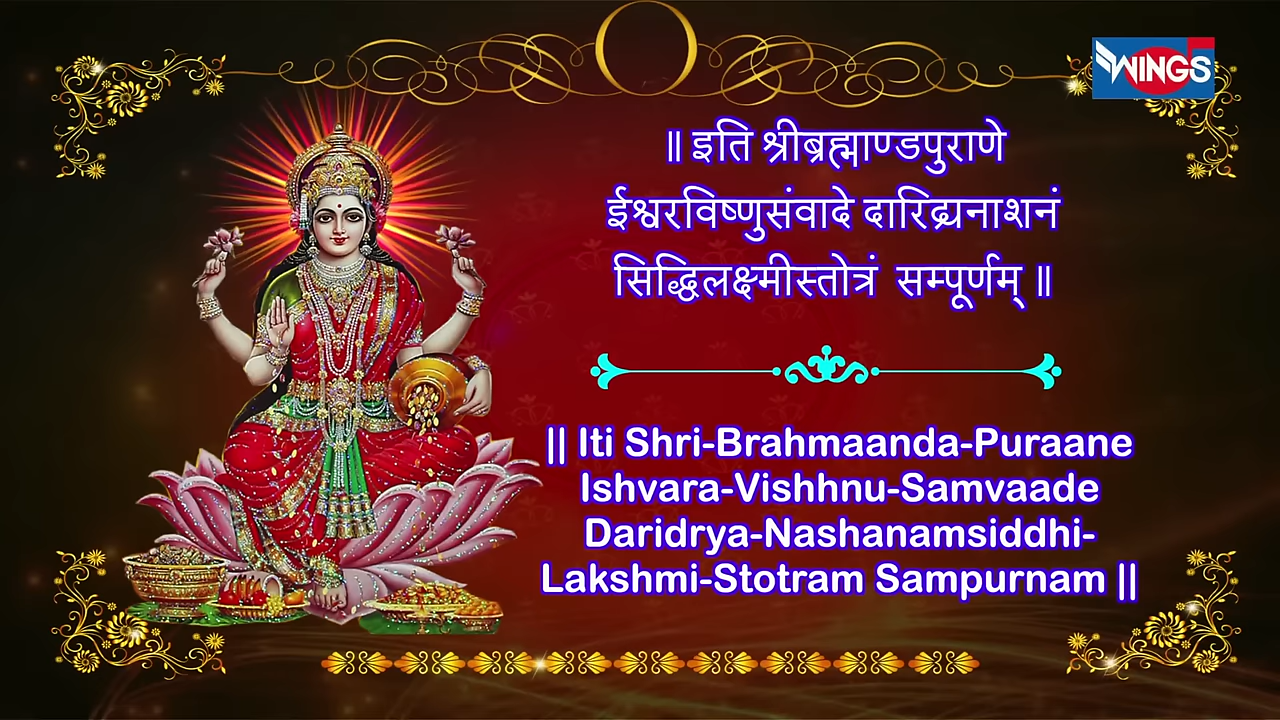 WINGS
॥ इति श्रीब्रह्माण्डपुराणे
ईश्वरविष्णुसंवादे दारिद्र्यनाशनं
सिद्धिलक्ष्मीस्तोत्रं सम्पूर्णम् ॥
|| Iti Shri-Brahmaanda-Puraane
Ishvara-Vishhnu-Samvaade
Daridrya-Nashanamsiddhi-
Lakshmi-Stotram Sampurnam ||